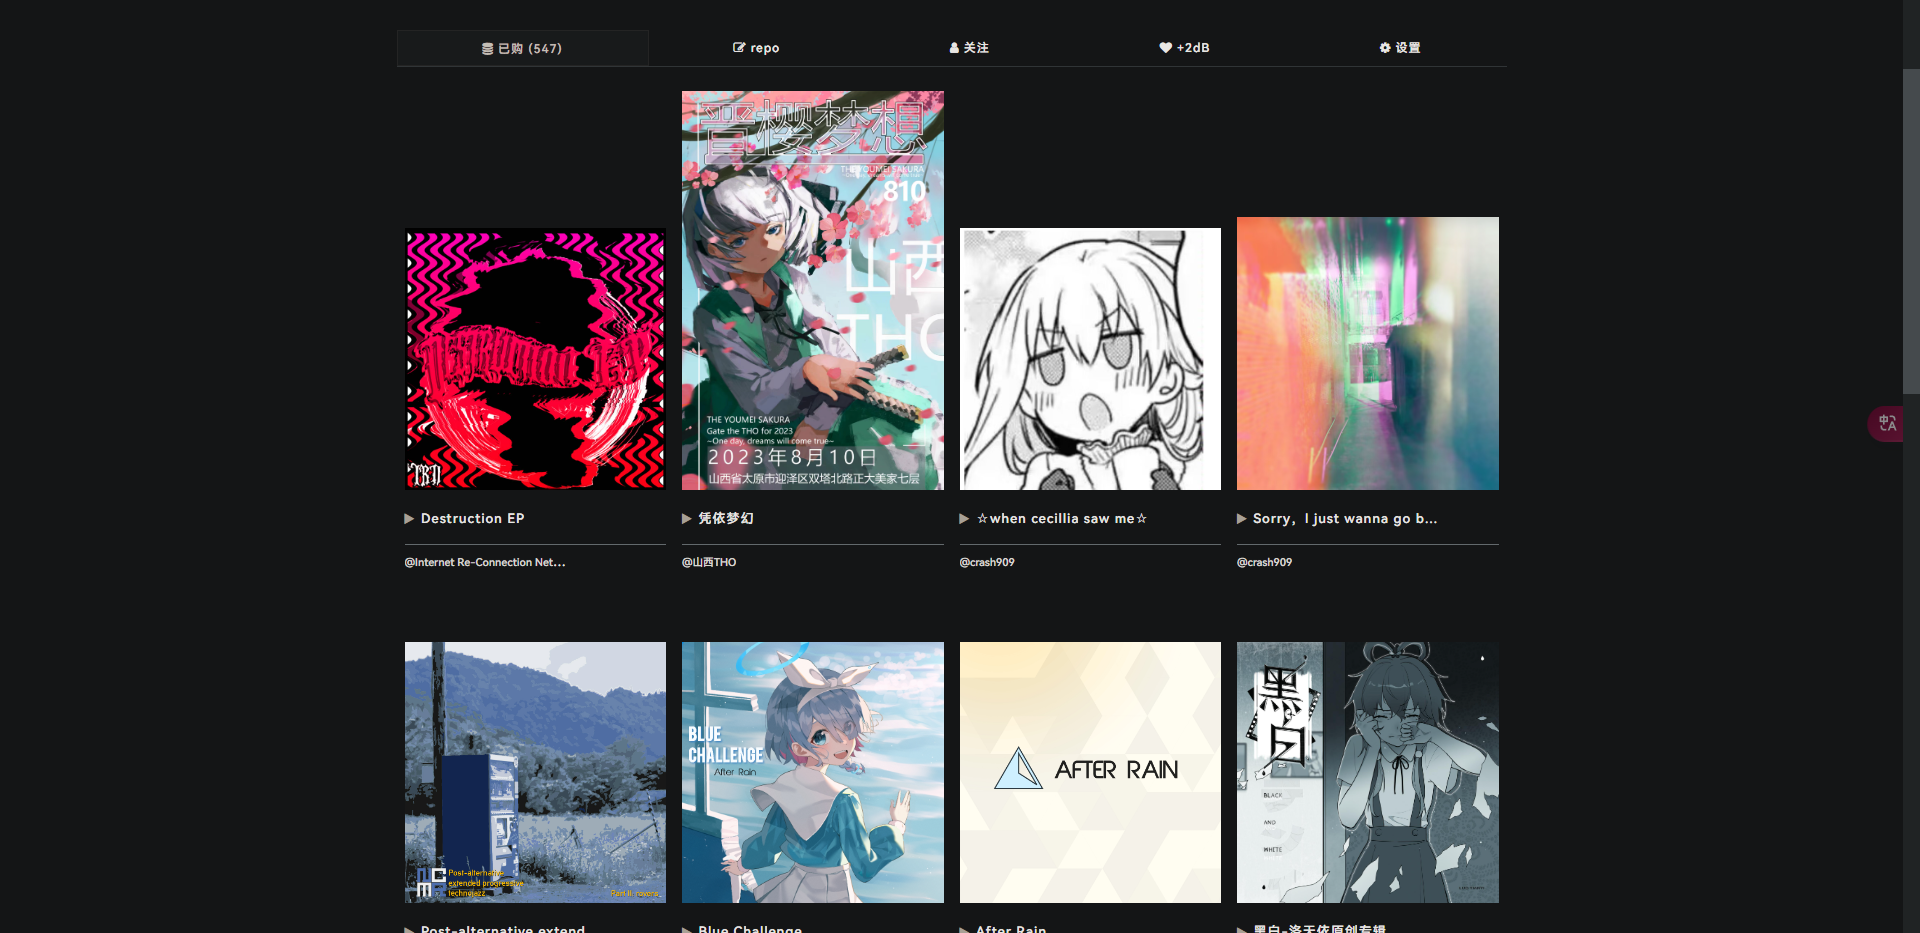 已购 (547)
repo
关注
+2dB
设置
晋樱梦想
THE YOUMEI SAKURA
810
山西
THO
THE YOUMEI SAKURA
Gate the THO for 2023
~One day, dreams will come true~
2023年8月10日
山西省太原市迎泽区双塔北路正大美家七层
DESTRUCTION EP
Destruction EP
凭依梦幻
☆when cecillia saw me☆
Sorry, I just wanna go b...
@Internet Re-Connection Net...
@山西THO
@crash909
@crash909
Post-alternative
extended progressive
technojazz
BLUE
CHALLENGE
After Rain
AFTER RAIN
黑白
BLACK
AND
WHITE
Post-alternative extend
Blue Challenge
After Rain
黑白-洛天依原创专辑